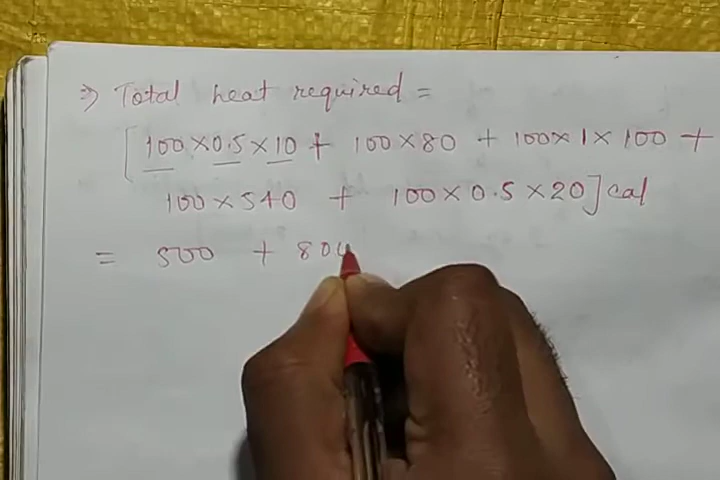 ⇒ Total heat required =
[100 × 0.5 × 10 + 100 × 80 + 100 × 1 × 100 +
100 × 540 + 100 × 0.5 × 20] cal
= 500 + 800